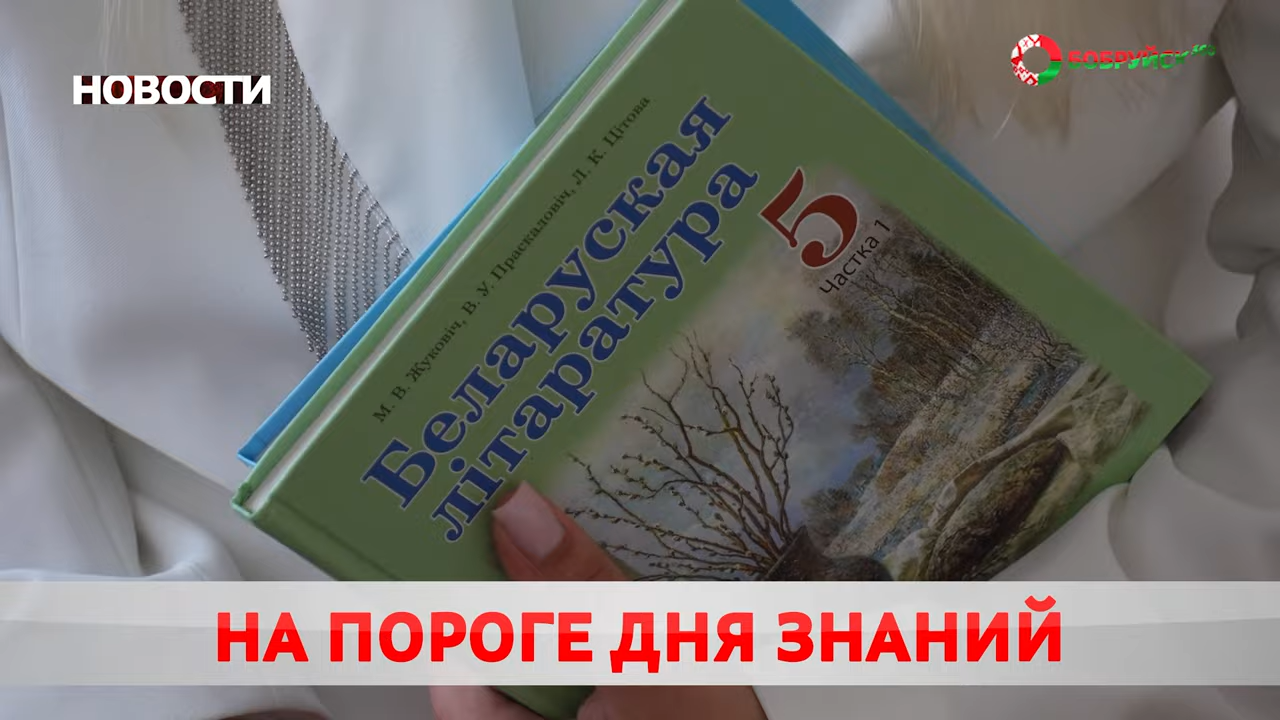 НОВОСТИ
БОБРУЙСК
М. В. Жуковіч, В. У. Праскаловіч, Л. К. Цітова
Беларуская
літаратура
5
Частка 1
НА ПОРОГЕ ДНЯ ЗНАНИЙ